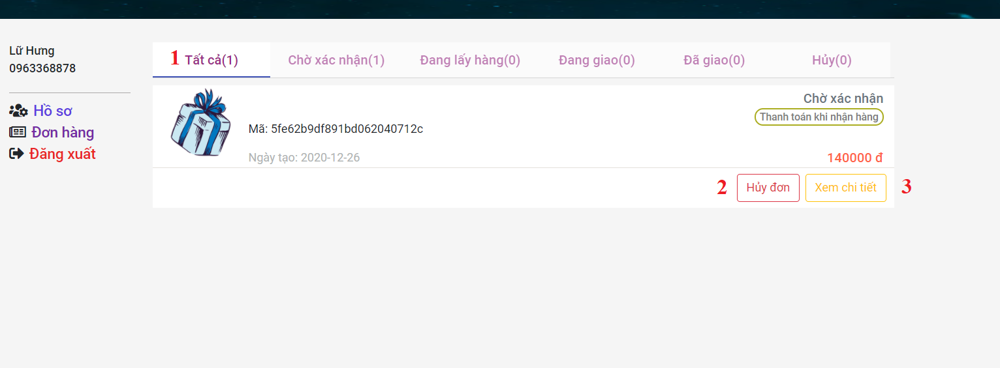 Lữ Hưng
0963368878
Hồ sơ
Đơn hàng
Đăng xuất
1 Tất cả(1) Chờ xác nhận(1) Đang lấy hàng(0) Đang giao(0) Đã giao(0) Hủy(0)
Chờ xác nhận
Thanh toán khi nhận hàng
Mã: 5fe62b9df891bd062040712c
Ngày tạo: 2020-12-26 140000 đ
2 Hủy đơn Xem chi tiết 3